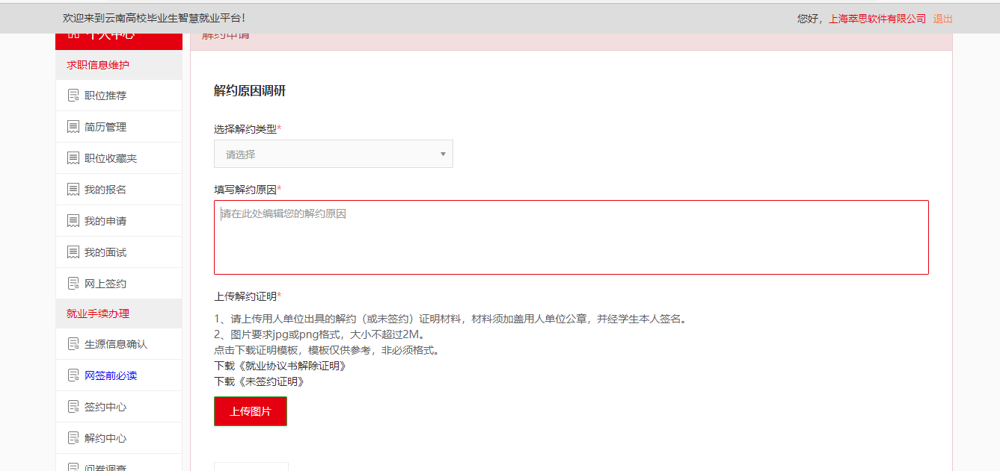 欢迎来到云南高校毕业生智慧就业平台！
您好，上海萃思软件有限公司 退出
个人中心
求职信息维护
职位推荐
简历管理
职位收藏夹
我的报名
我的申请
我的面试
网上签约
就业手续办理
生源信息确认
网签前必读
签约中心
解约中心
问卷调查
解约申请
解约原因调研
选择解约类型*
请选择
填写解约原因*
请在此处编辑您的解约原因
上传解约证明*
1、请上传用人单位出具的解约（或未签约）证明材料，材料须加盖用人单位公章，并经学生本人签名。
2、图片要求jpg或png格式，大小不超过2M。
点击下载证明模板，模板仅供参考，非必须格式。
下载《就业协议书解除证明》
下载《未签约证明》
上传图片